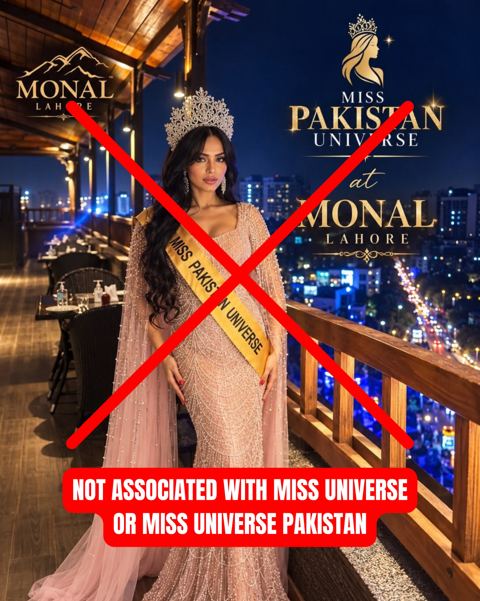 MONAL
LAHORE
MISS
PAKISTAN
UNIVERSE
at
MONAL
LAHORE
MISS PAKISTAN UNIVERSE
NOT ASSOCIATED WITH MISS UNIVERSE
OR MISS UNIVERSE PAKISTAN